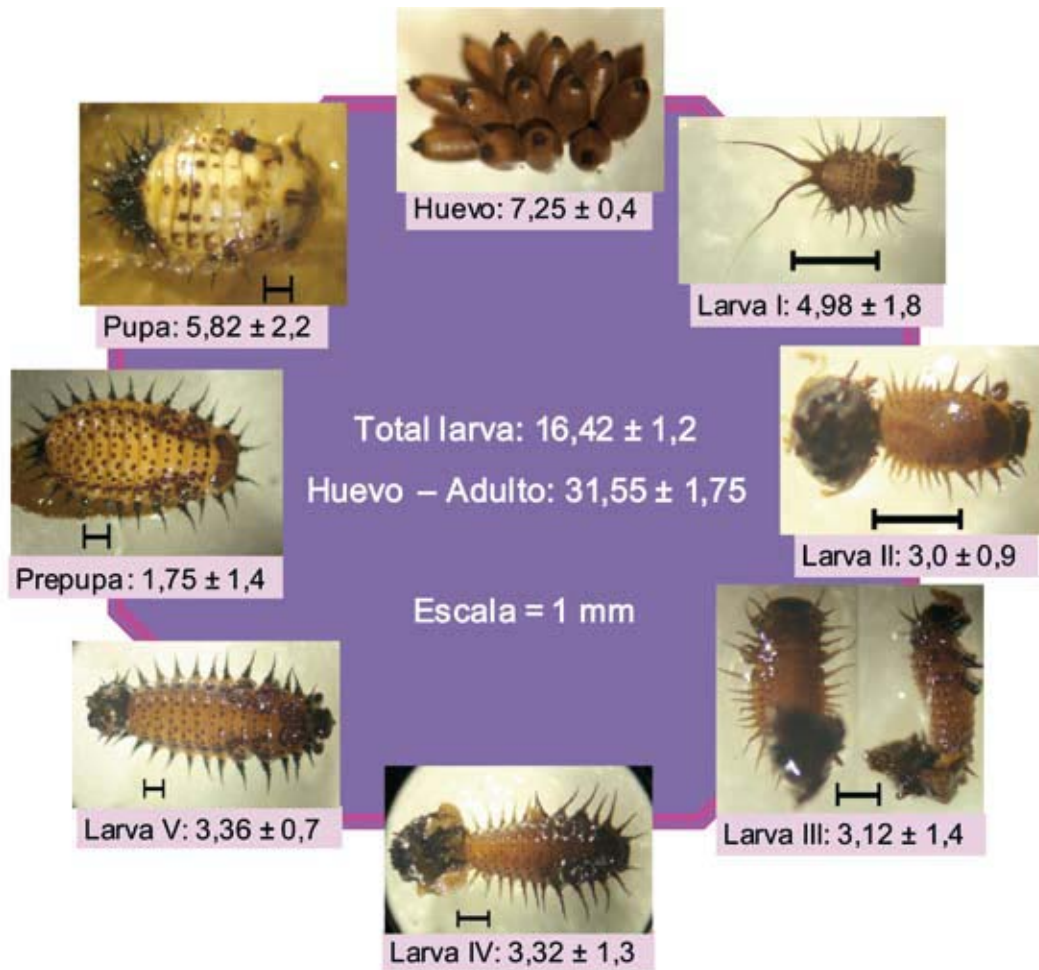 Huevo: 7,25 ± 0,4
Larva I: 4,98 ± 1,8
Larva II: 3,0 ± 0,9
Larva III: 3,12 ± 1,4
Larva IV: 3,32 ± 1,3
Larva V: 3,36 ± 0,7
Prepupa: 1,75 ± 1,4
Pupa: 5,82 ± 2,2
Total larva: 16,42 ± 1,2
Huevo – Adulto: 31,55 ± 1,75
Escala = 1 mm